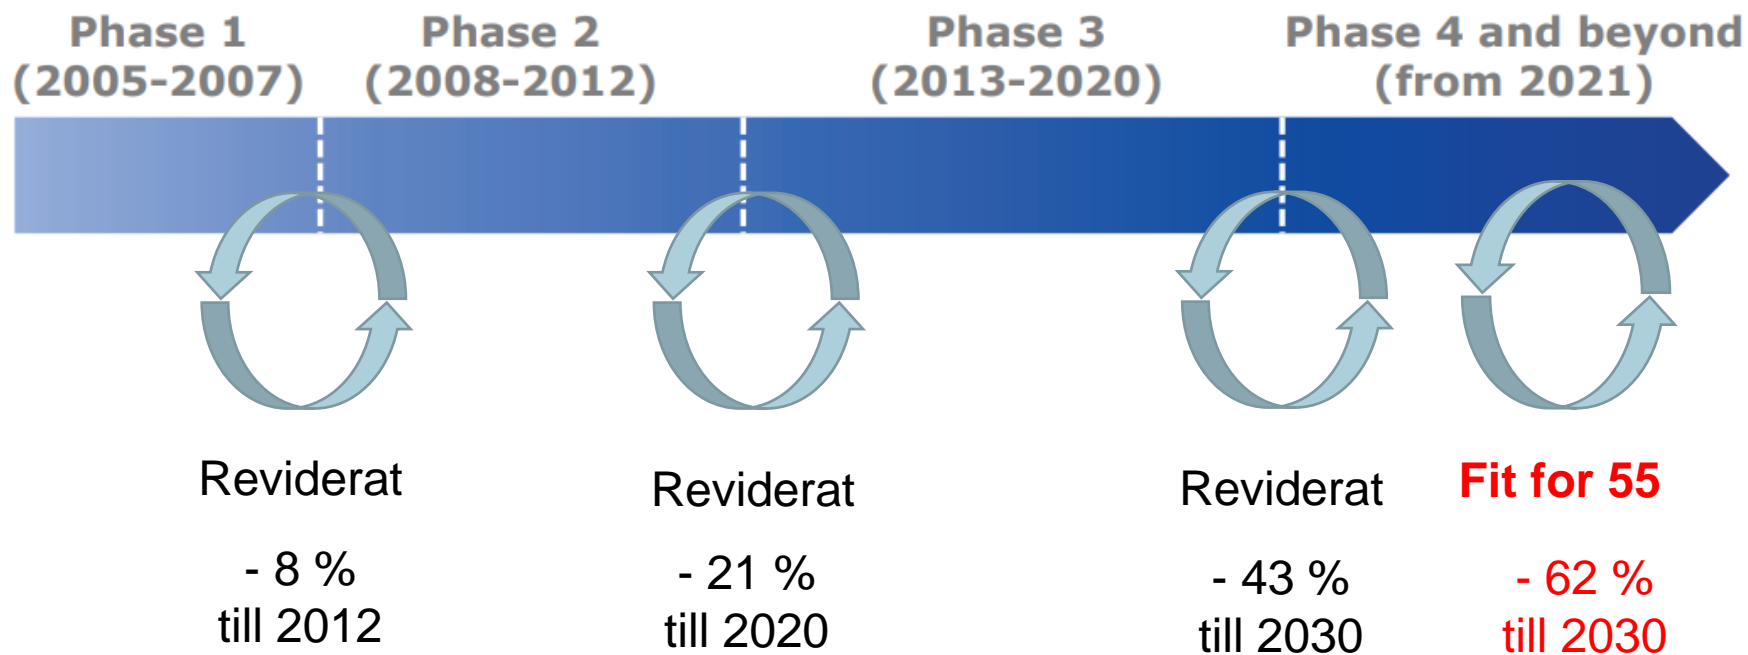 Phase 1
(2005-2007)
Phase 2
(2008-2012)
Phase 3
(2013-2020)
Phase 4 and beyond
(from 2021)
Reviderat
- 8 %
till 2012
Reviderat
- 21 %
till 2020
Reviderat
- 43 %
till 2030
Fit for 55
- 62 %
till 2030